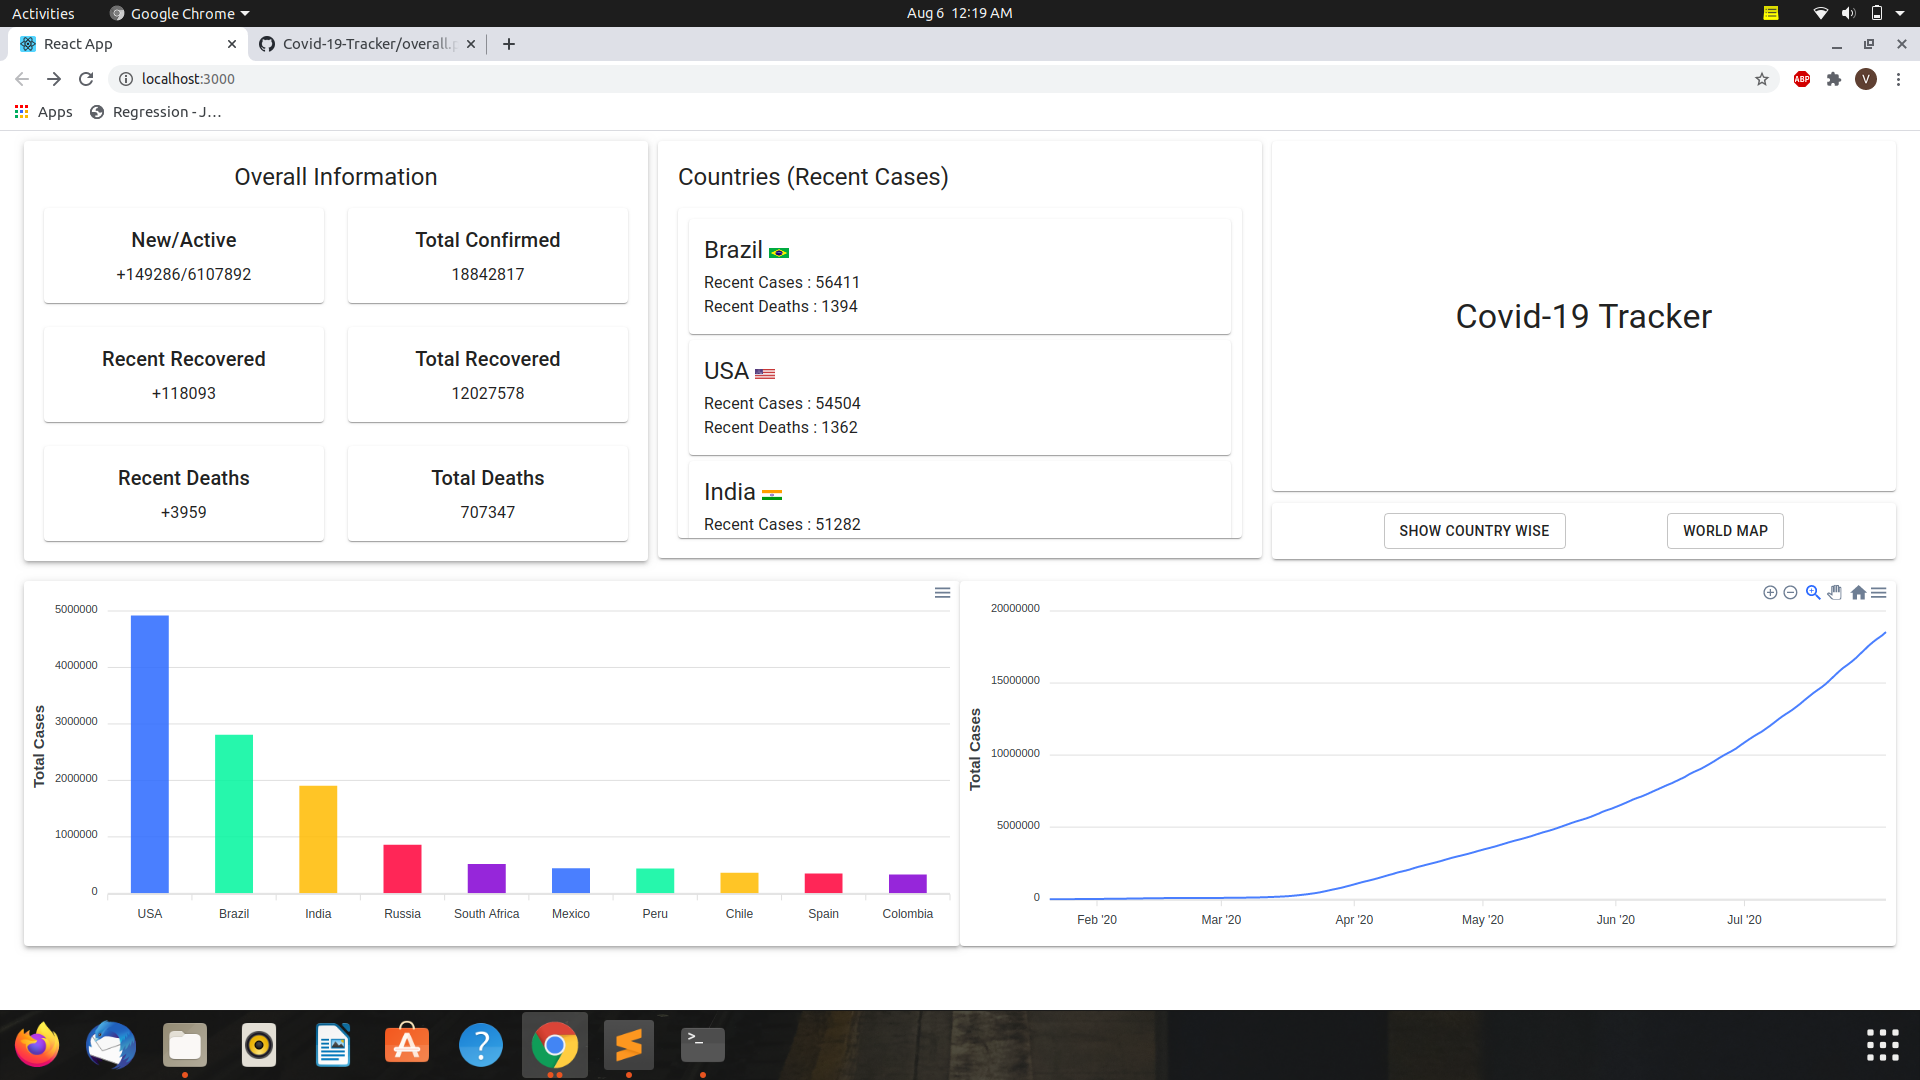 Activities
Google Chrome
Aug 6 12:19 AM
React App
Covid-19-Tracker/overall.p
localhost:3000
ABP
V
Apps
Regression - J…
Overall Information
New/Active
+149286/6107892
Total Confirmed
18842817
Recent Recovered
+118093
Total Recovered
12027578
Recent Deaths
+3959
Total Deaths
707347
Countries (Recent Cases)
Brazil
Recent Cases : 56411
Recent Deaths : 1394
USA
Recent Cases : 54504
Recent Deaths : 1362
India
Recent Cases : 51282
Covid-19 Tracker
SHOW COUNTRY WISE
WORLD MAP
Total Cases
5000000
4000000
3000000
2000000
1000000
0
USA
Brazil
India
Russia
South Africa
Mexico
Peru
Chile
Spain
Colombia
Total Cases
20000000
15000000
10000000
5000000
0
Feb '20
Mar '20
Apr '20
May '20
Jun '20
Jul '20
A
?
>_